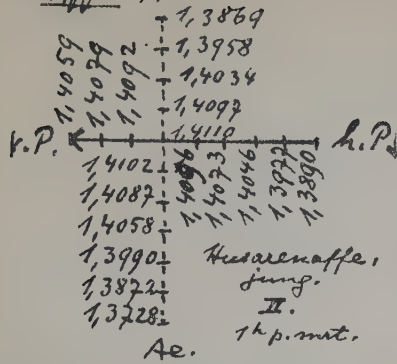 1,3869
1,3958
1,4034
1,4097
1,4110
1,4059
1,4079
1,4092
v.P.
h.P.
1,4102
1,4087
1,4058
1,3990
1,3872
1,3728
1,4096
1,4073
1,4046
1,3977
1,3890
Husarenaffe,
jung.
II.
1h p.mrt.
Ae.